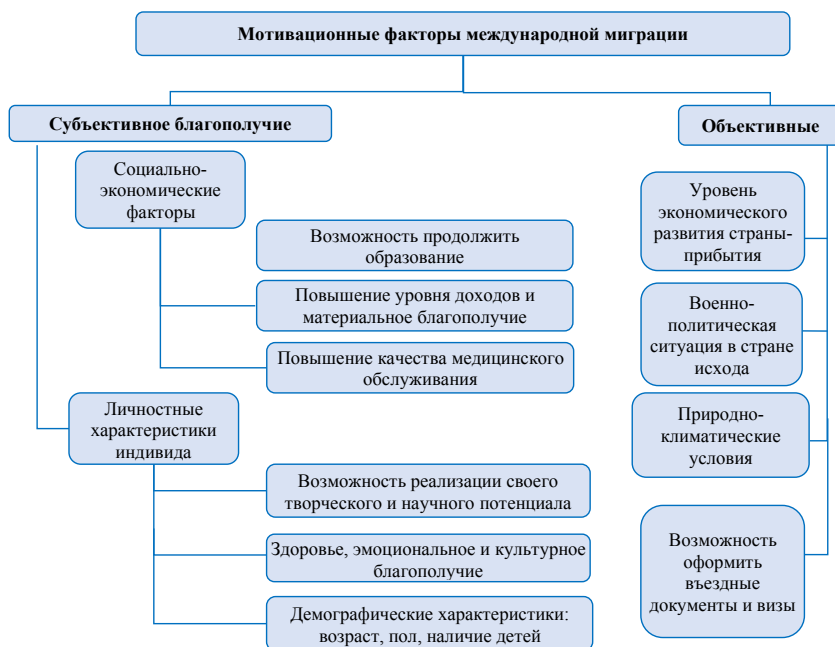 Мотивационные факторы международной миграции
Субъективное благополучие
Объективные
Социально-
экономические
факторы
Возможность продолжить
образование
Повышение уровня доходов и
материальное благополучие
Повышение качества медицинского
обслуживания
Личностные
характеристики
индивида
Возможность реализации своего
творческого и научного потенциала
Здоровье, эмоциональное и культурное
благополучие
Демографические характеристики:
возраст, пол, наличие детей
Уровень
экономического
развития страны-
прибытия
Военно-
политическая
ситуация в стране
исхода
Природно-
климатические
условия
Возможность
оформить
въездные
документы и визы